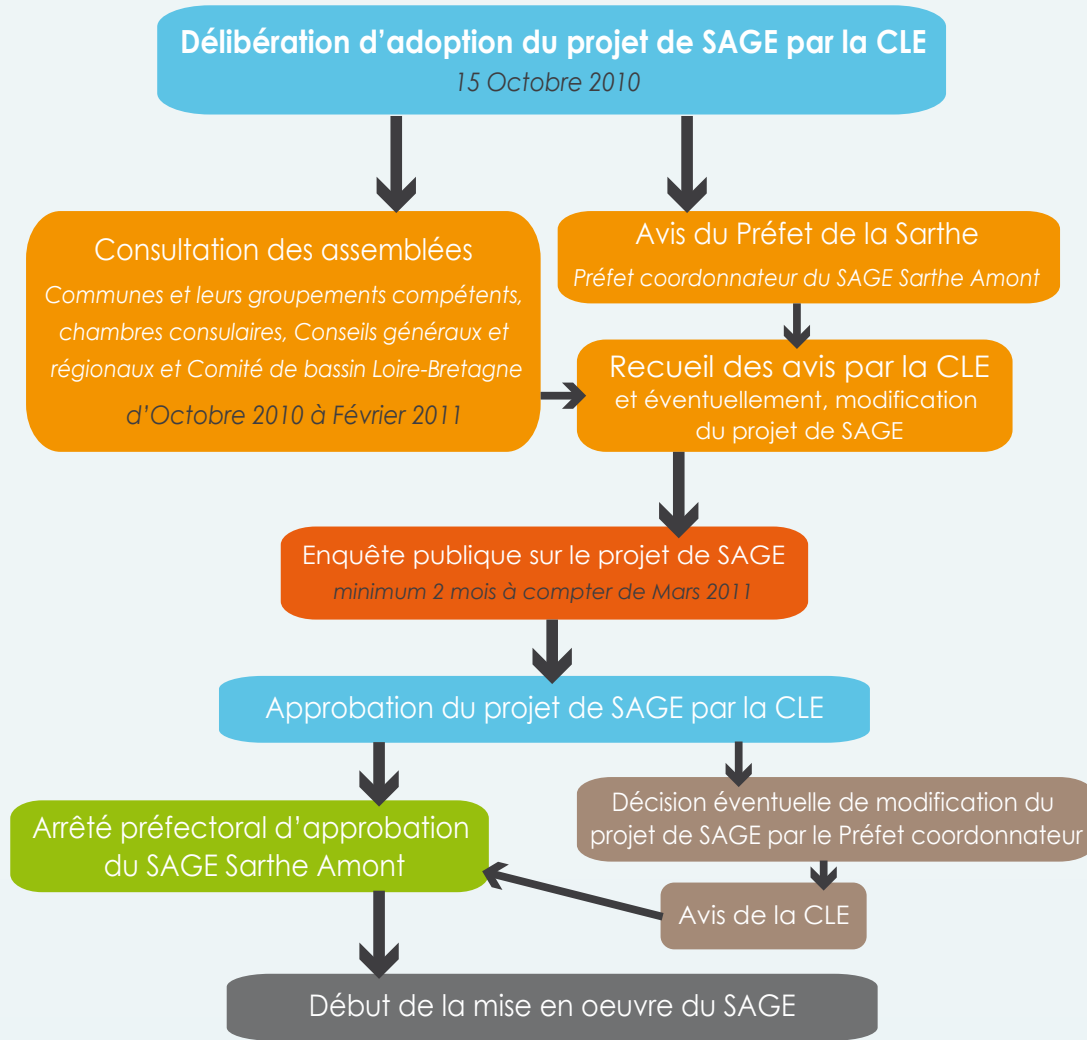 Délibération d’adoption du projet de SAGE par la CLE
15 Octobre 2010
Consultation des assemblées
Communes et leurs groupements compétents,
chambres consulaires, Conseils généraux et
régionaux et Comité de bassin Loire-Bretagne
d’Octobre 2010 à Février 2011
Avis du Préfet de la Sarthe
Préfet coordonnateur du SAGE Sarthe Amont
Recueil des avis par la CLE
et éventuellement, modification
du projet de SAGE
Enquête publique sur le projet de SAGE
minimum 2 mois à compter de Mars 2011
Approbation du projet de SAGE par la CLE
Arrêté préfectoral d’approbation
du SAGE Sarthe Amont
Décision éventuelle de modification du
projet de SAGE par le Préfet coordonnateur
Avis de la CLE
Début de la mise en oeuvre du SAGE